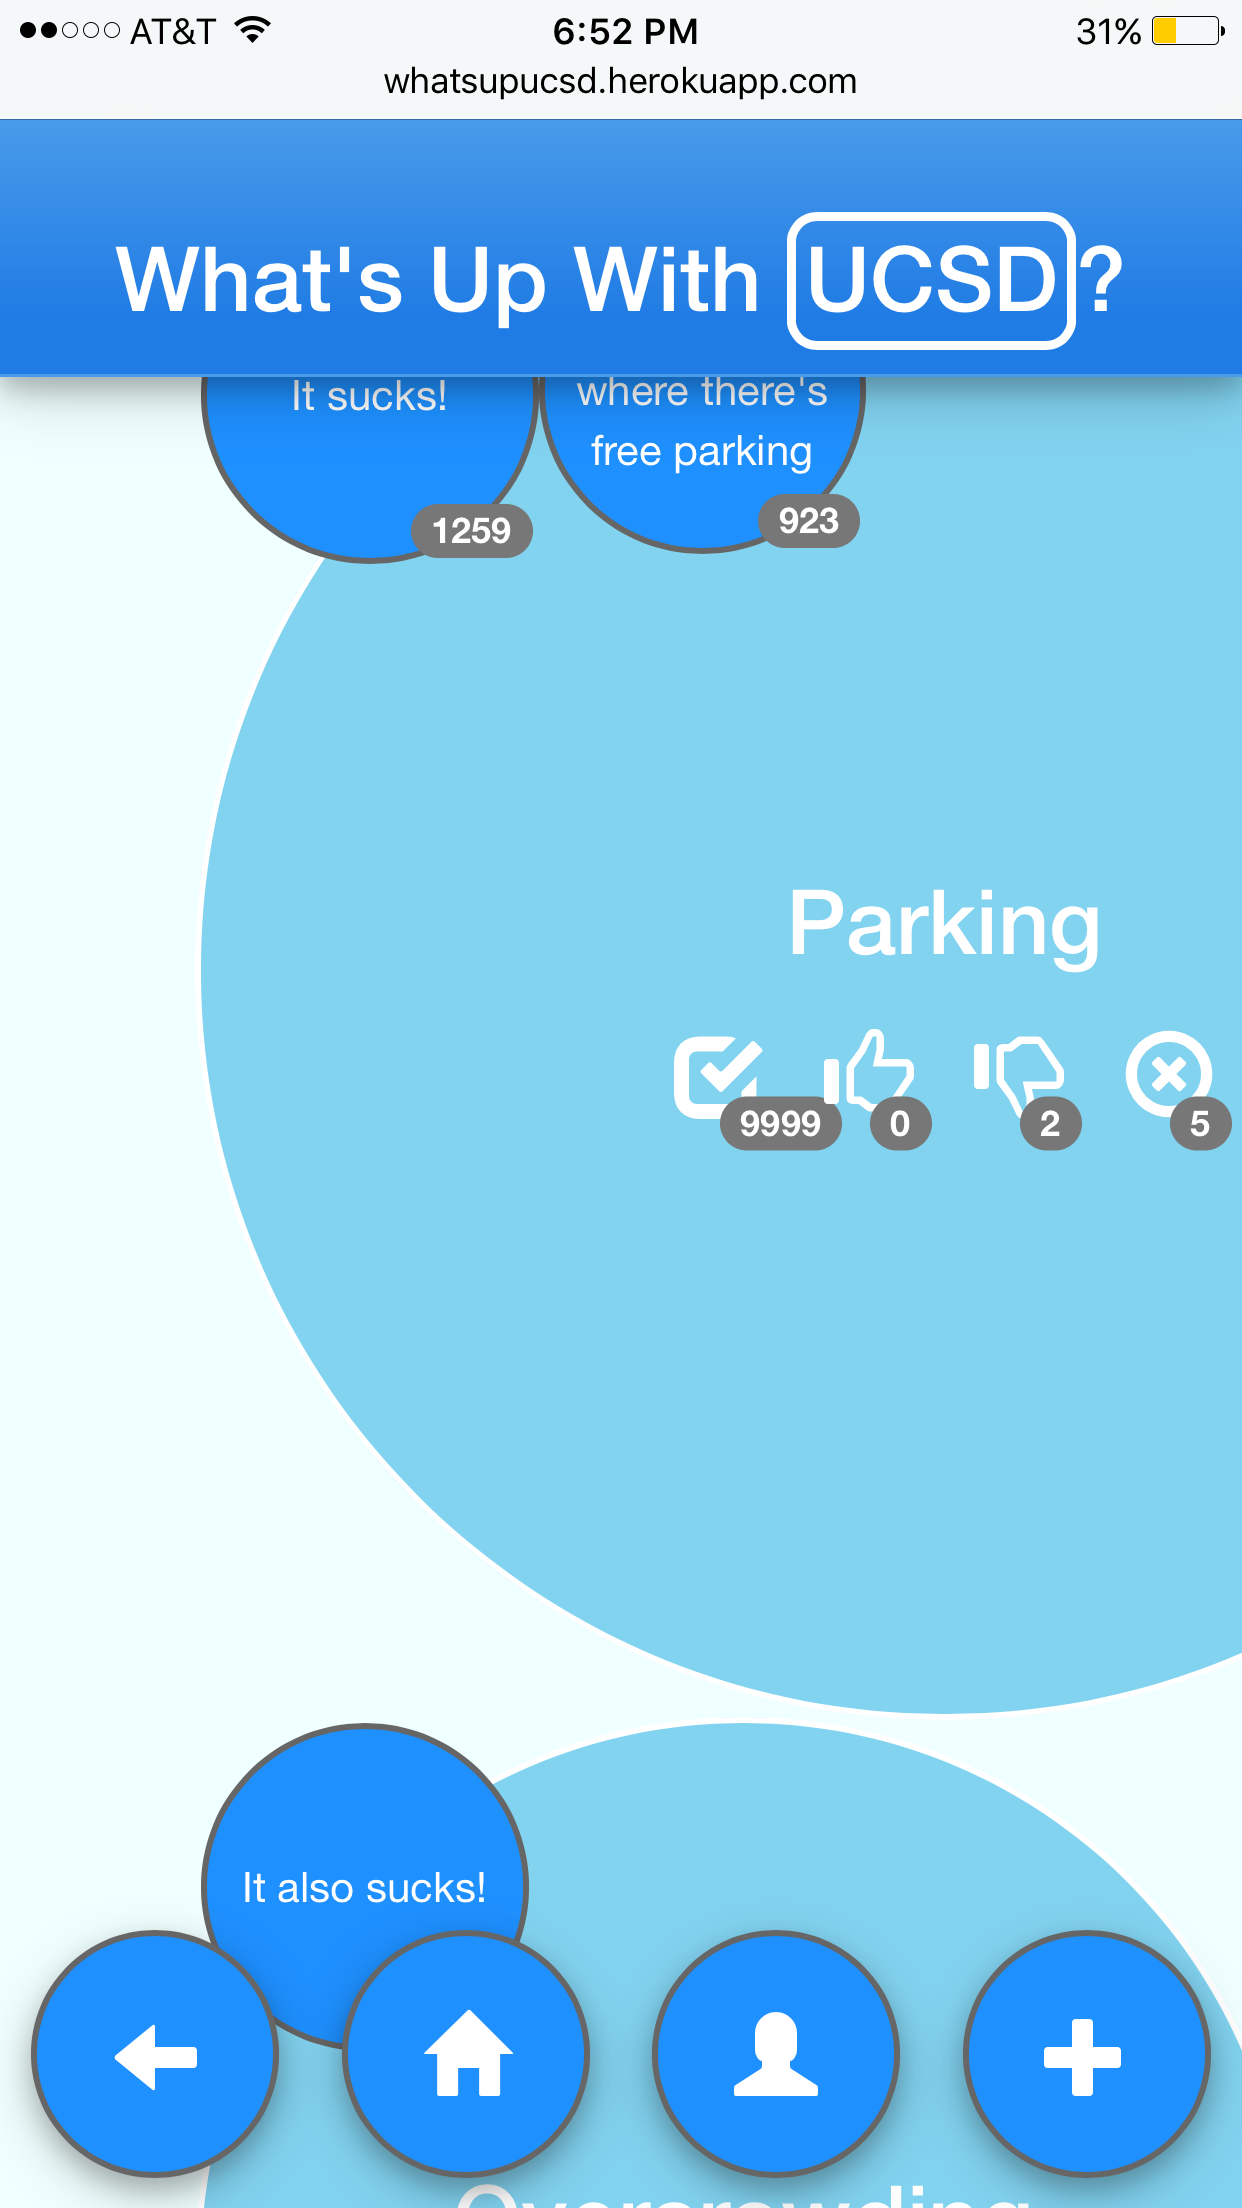 AT&T 6:52 PM 31%
whatsupucsd.herokuapp.com
What's Up With UCSD?
It sucks!
where there's
free parking
1259
923
Parking
9999 0 2 5
It also sucks!
Overcrowding